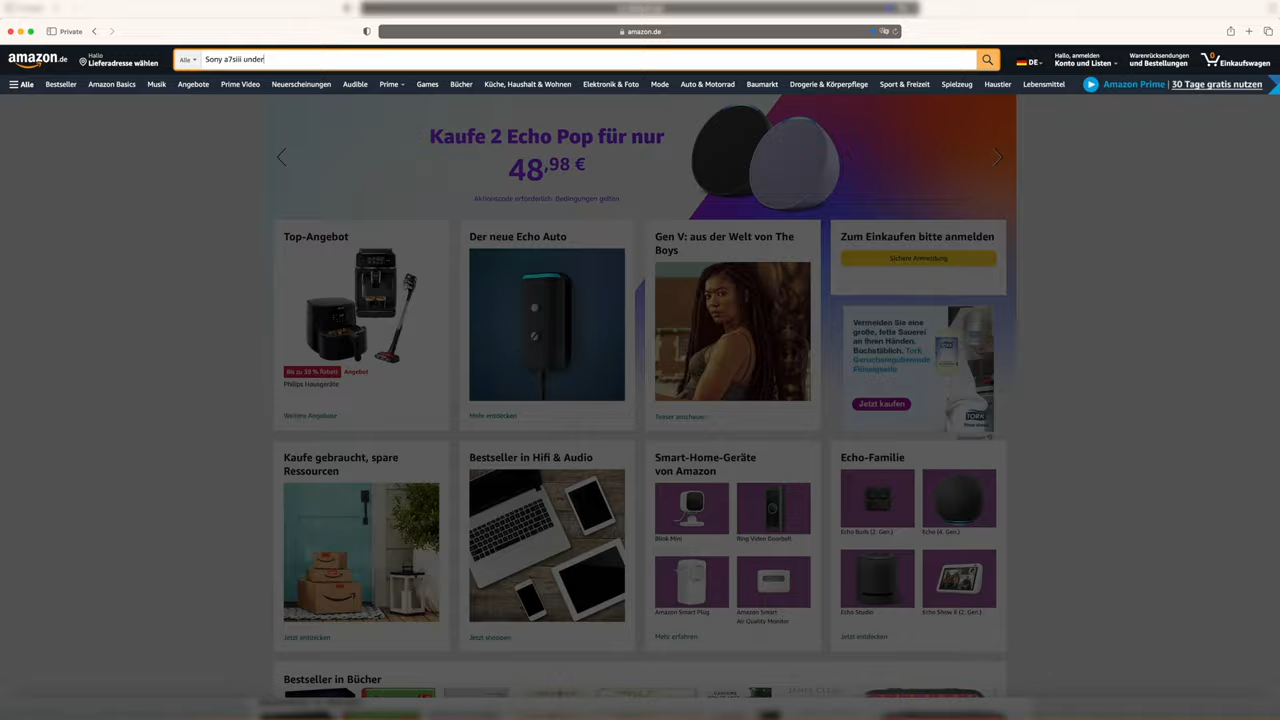 Private
amazon.de
amazon.de
Hallo
Lieferadresse wählen
Alle
Sony a7siii under
DE
Hallo, anmelden
Konto und Listen
Warenrücksendungen
und Bestellungen
0
Einkaufswagen
Alle
Bestseller
Amazon Basics
Musik
Angebote
Prime Video
Neuerscheinungen
Audible
Prime
Games
Bücher
Küche, Haushalt & Wohnen
Elektronik & Foto
Mode
Auto & Motorrad
Baumarkt
Drogerie & Körperpflege
Sport & Freizeit
Spielzeug
Haustier
Lebensmittel
Amazon Prime | 30 Tage gratis nutzen
Kaufe 2 Echo Pop für nur
48,98 €
Aktionscode erforderlich. Bedingungen gelten
Top-Angebot
Bis zu 39 % Rabatt Angebot
Philips Hausgeräte
Weitere Angebote
Der neue Echo Auto
Mehr entdecken
Gen V: aus der Welt von The
Boys
Teaser anschauen
Zum Einkaufen bitte anmelden
Sichere Anmeldung
Vermeiden Sie eine
große, fette Sauerei
an Ihren Händen.
Buchstäblich. Tork
Geruchsreduzierende
Flüssigseife
Jetzt kaufen
TORK
Kaufe gebraucht, spare
Ressourcen
Jetzt entdecken
Bestseller in Hifi & Audio
Jetzt shoppen
Smart-Home-Geräte
von Amazon
Blink Mini
Ring Video Doorbell
Amazon Smart Plug
Amazon Smart
Air Quality Monitor
Mehr erfahren
Echo-Familie
Echo Buds (2. Gen.)
Echo (4. Gen.)
Echo Studio
Echo Show 8 (2. Gen.)
Jetzt entdecken
Bestseller in Bücher